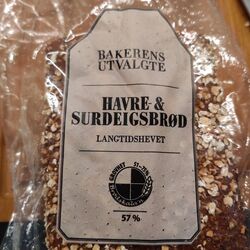 BAKERENS
UTVALGTE
HAVRE- &
SURDEIGSBRØD
LANGTIDSHEVET
57 %